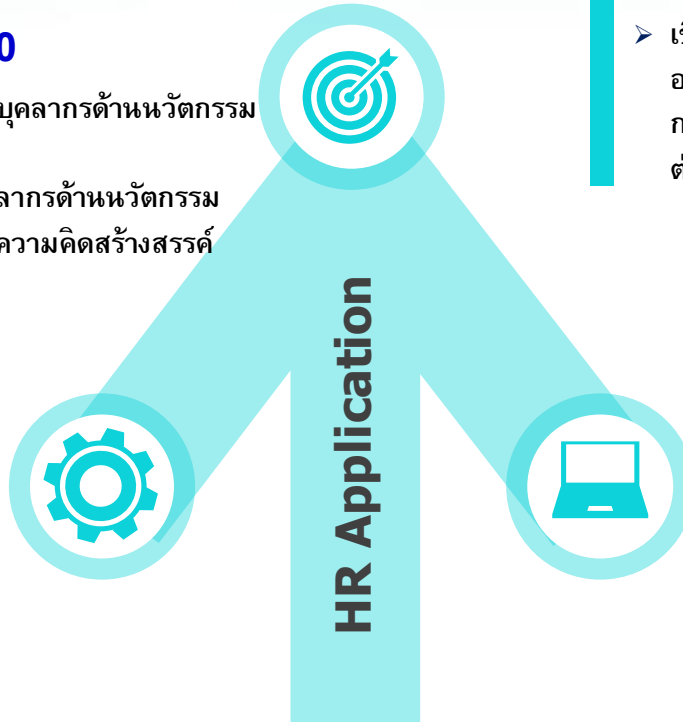 0
บุคลากรด้านนวัตกรรม
ลากรด้านนวัตกรรม
ความคิดสร้างสรรค์
HR Application